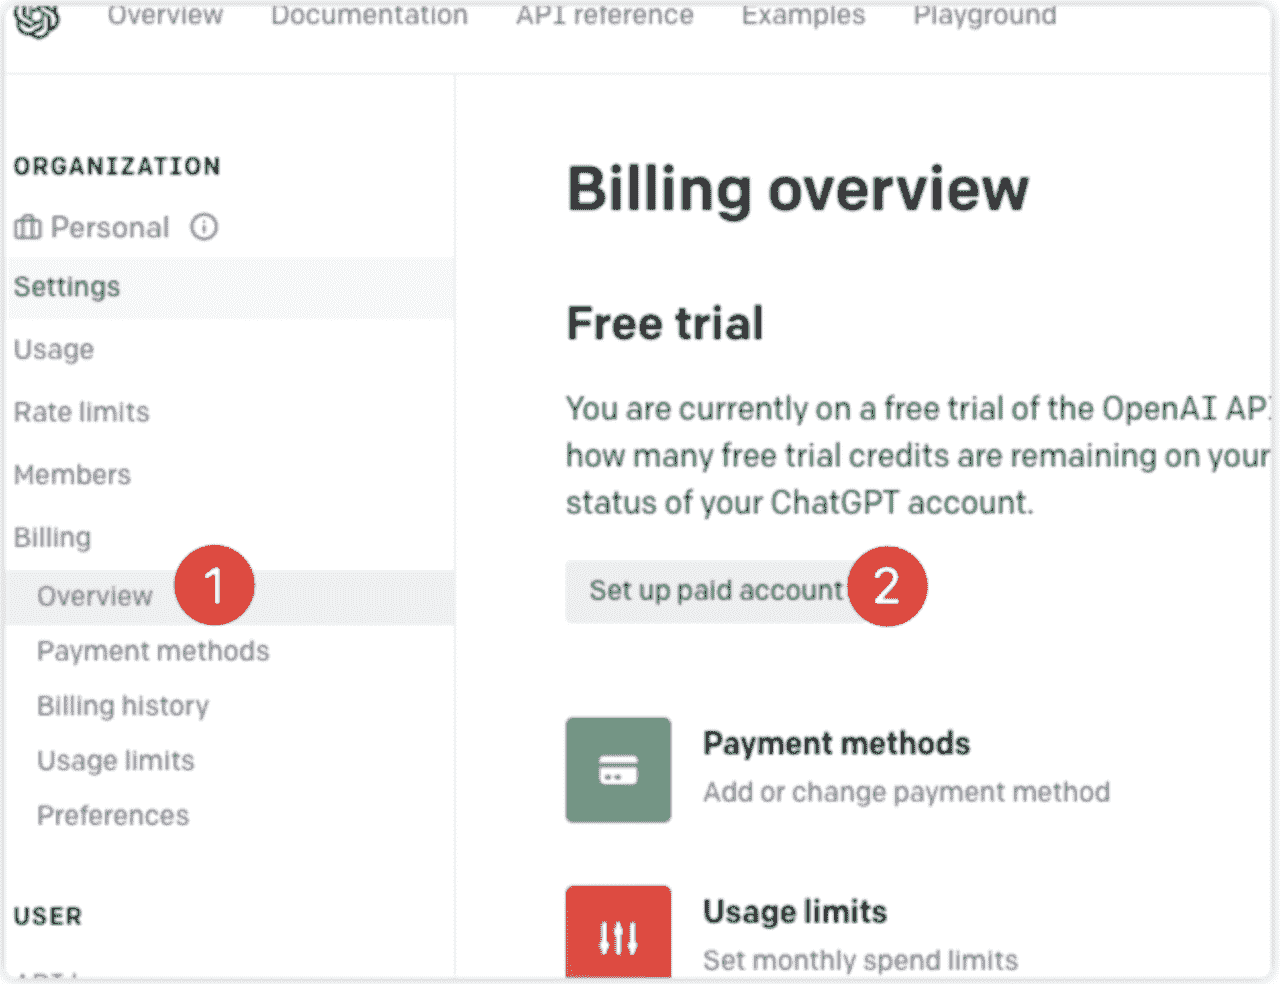 Overview Documentation API reference Examples Playground
ORGANIZATION
Personal
Settings
Usage
Rate limits
Members
Billing
Overview 1
Payment methods
Billing history
Usage limits
Preferences
USER
Billing overview
Free trial
You are currently on a free trial of the OpenAI API
how many free trial credits are remaining on your
status of your ChatGPT account.
Set up paid account 2
Payment methods
Add or change payment method
Usage limits
Set monthly spend limits